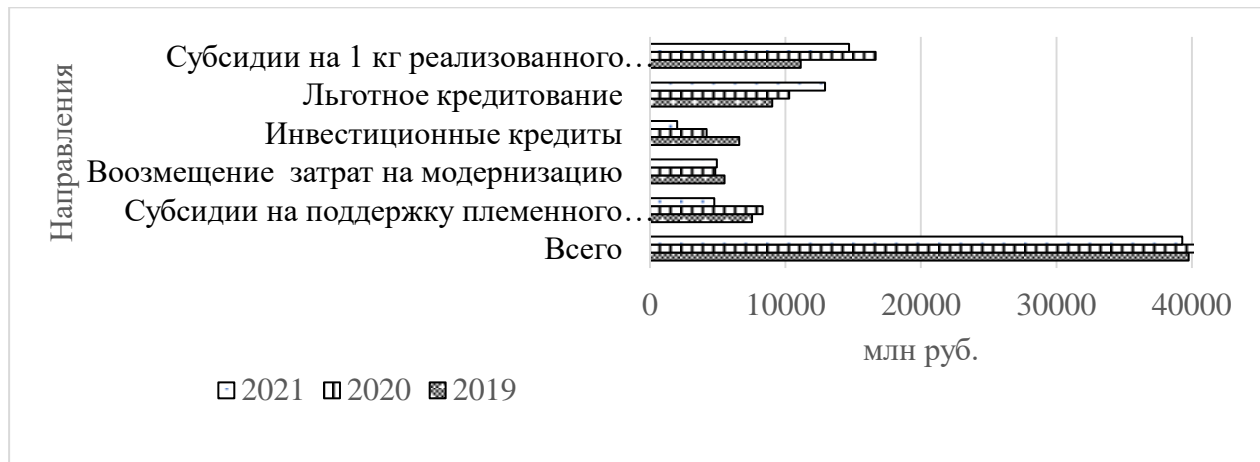 Направления
Субсидии на 1 кг реализованного…
Льготное кредитование
Инвестиционные кредиты
Воозмещение затрат на модернизацию
Субсидии на поддержку племенного…
Всего
0 10000 20000 30000 40000
млн руб.
2021 2020 2019